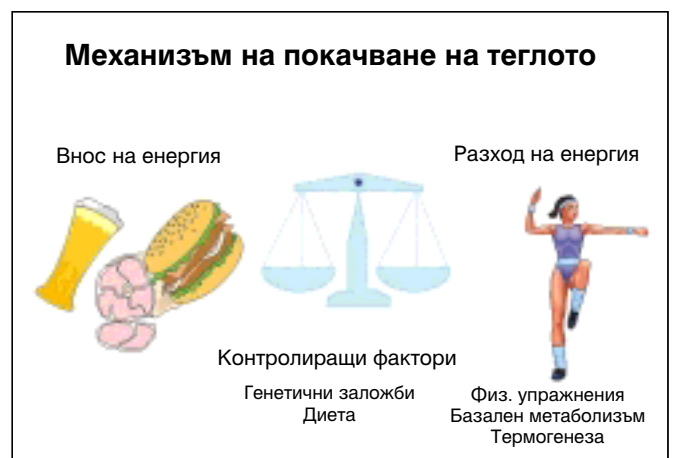 Механизъм на покачване на теглото
Внос на енергия
Разход на енергия
Контролиращи фактори
Генетични заложби
Диета
Физ. упражнения
Базален метаболизъм
Термогенеза